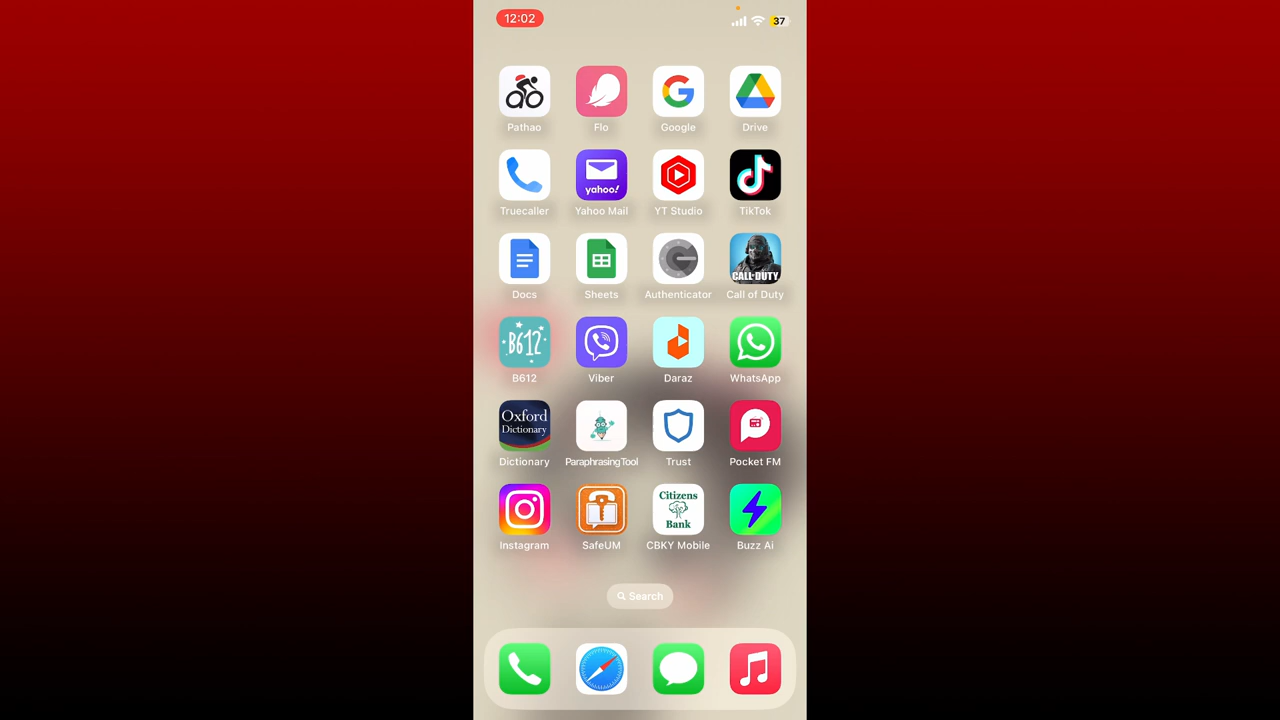 12:02
37
Pathao
Flo
Google
Drive
yahoo!
Truecaller
Yahoo Mail
YT Studio
TikTok
CALL·DUTY
Docs
Sheets
Authenticator
Call of Duty
B612
B612
Viber
Daraz
WhatsApp
Oxford
Dictionary
Dictionary
ParaphrasingTool
Trust
Pocket FM
Citizens
Bank
Instagram
SafeUM
CBKY Mobile
Buzz Ai
Search